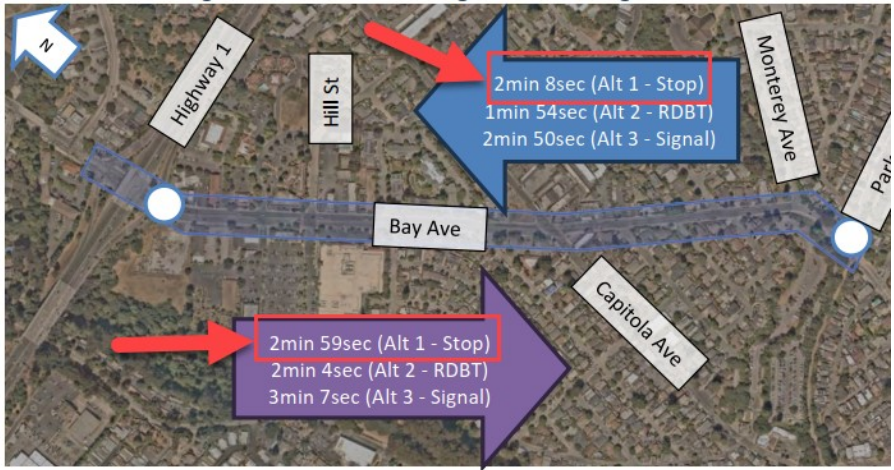 N
Highway 1
Hill St
2min 8sec (Alt 1 - Stop)
1min 54sec (Alt 2 - RDBT)
2min 50sec (Alt 3 - Signal)
Monterey Ave
Bay Ave
Capitola Ave
2min 59sec (Alt 1 - Stop)
2min 4sec (Alt 2 - RDBT)
3min 7sec (Alt 3 - Signal)